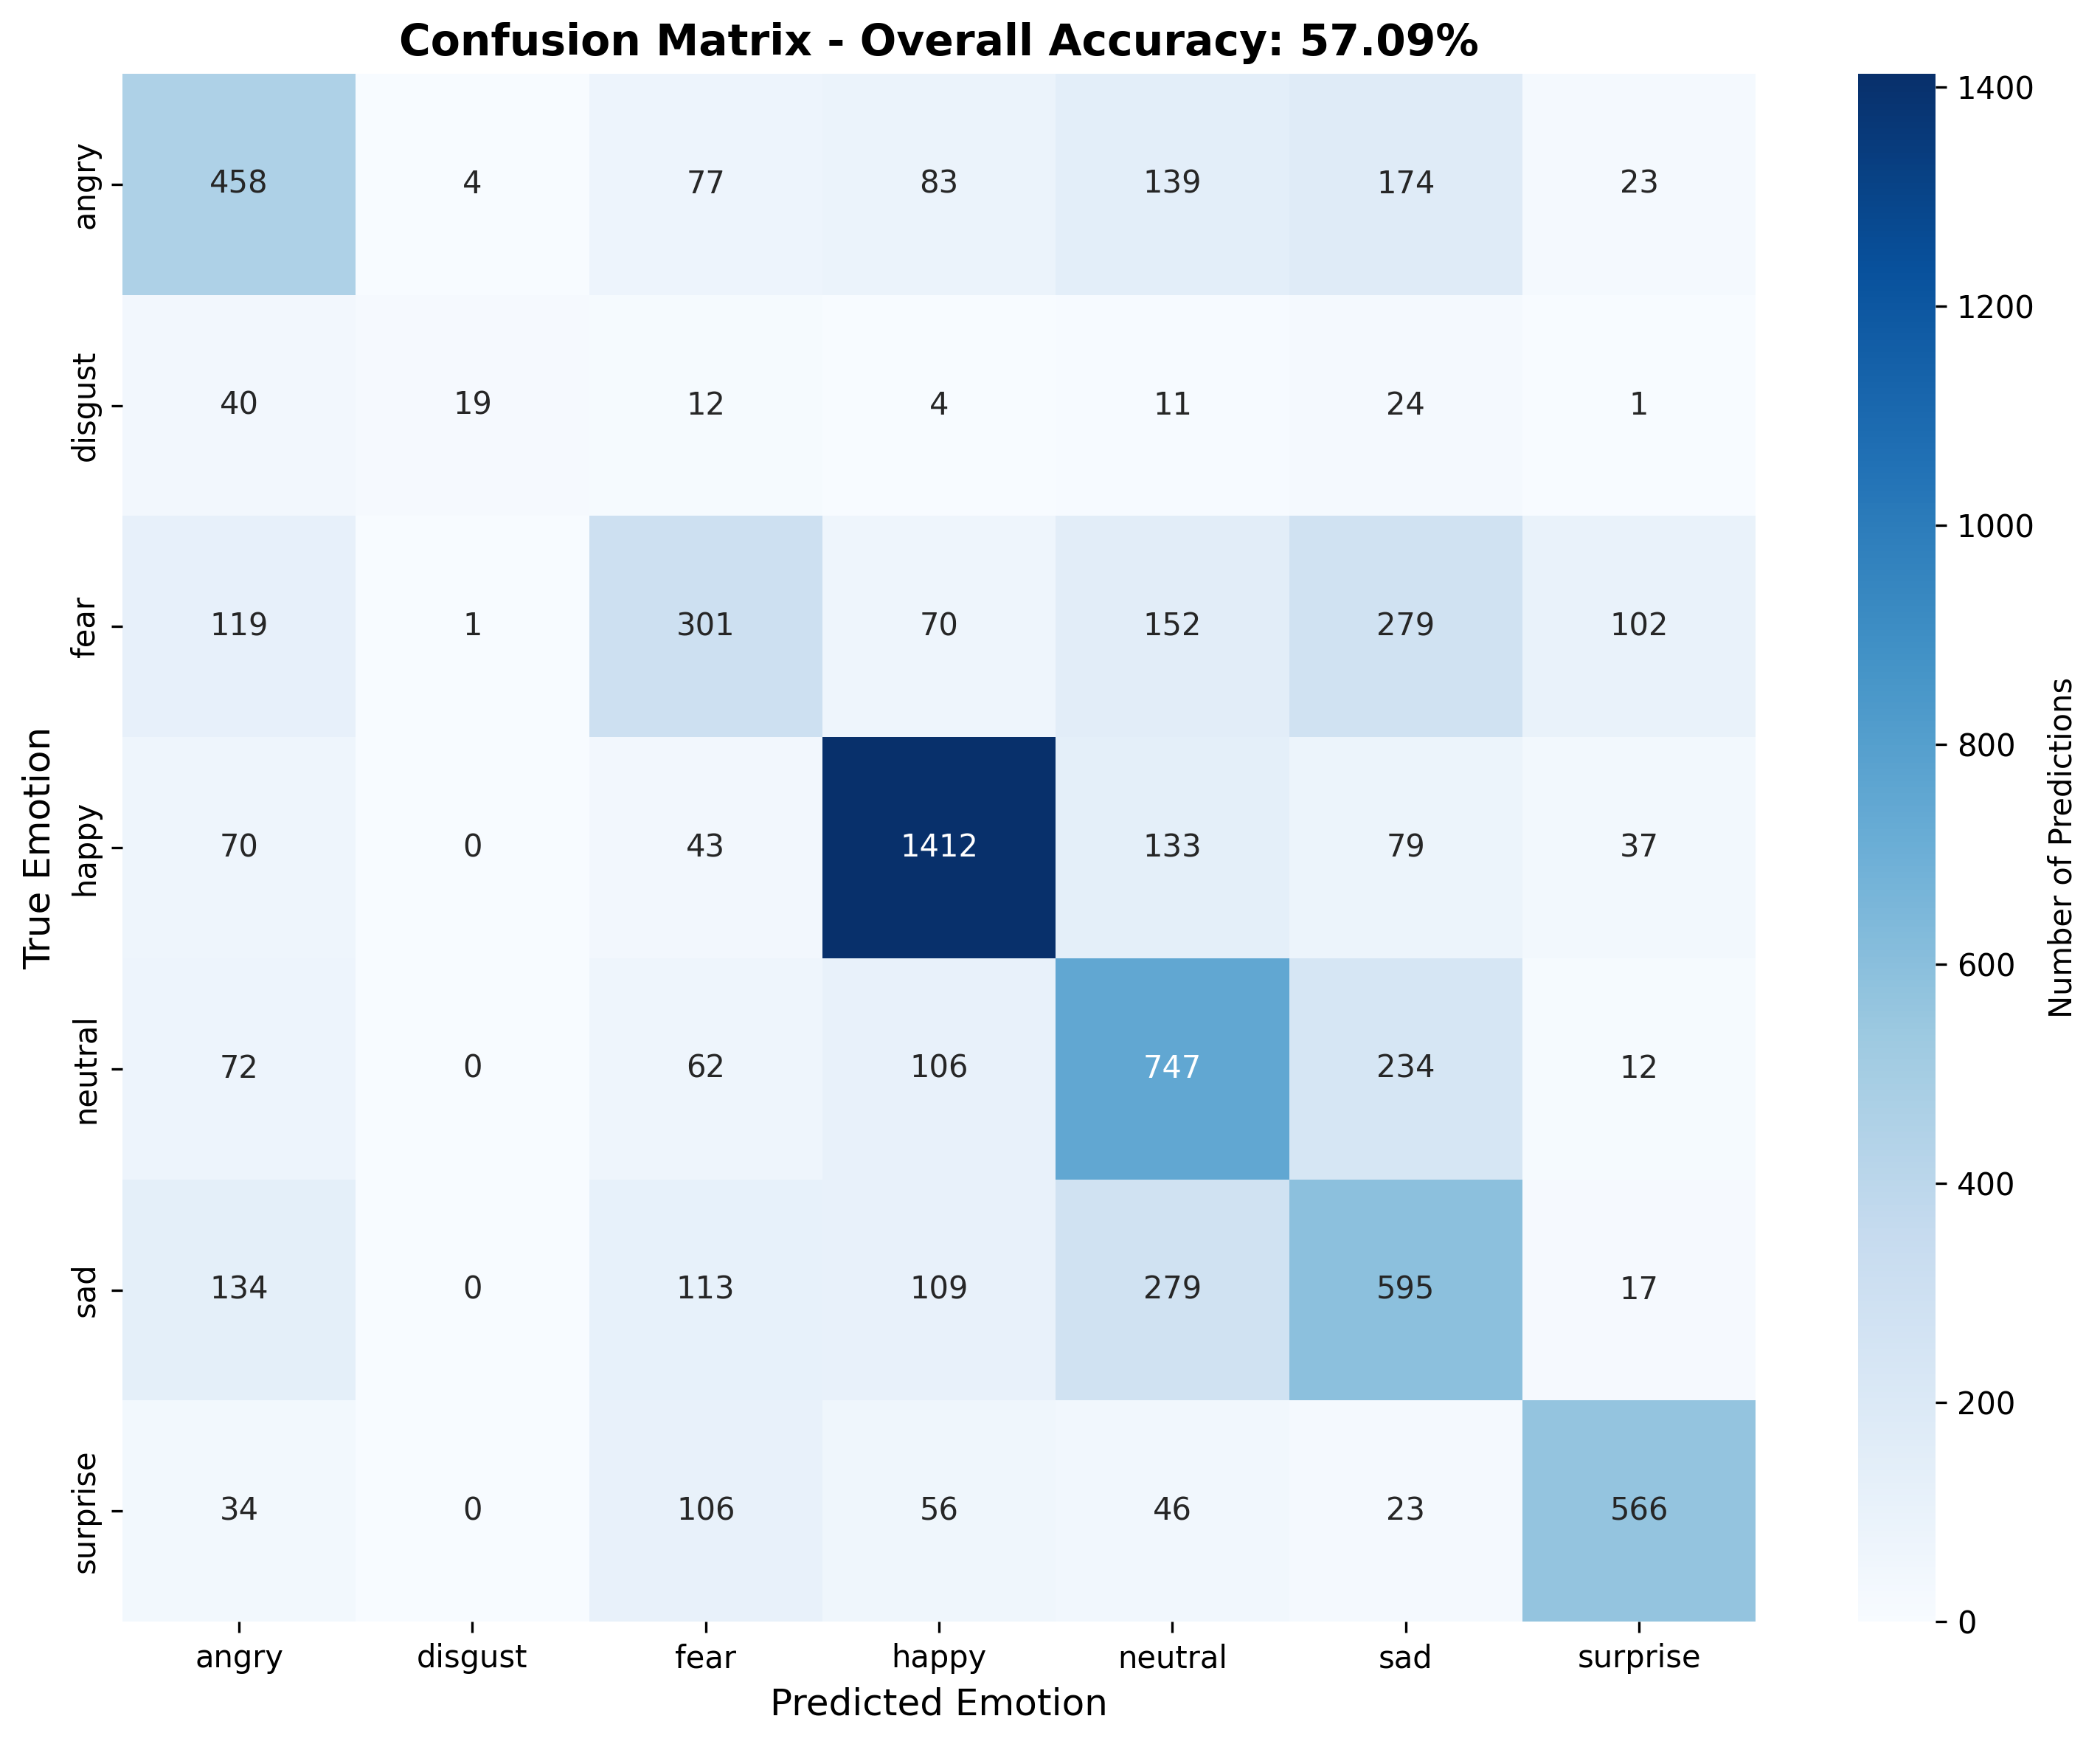 Confusion Matrix - Overall Accuracy: 57.09%
True Emotion
angry 458 4 77 83 139 174 23
disgust 40 19 12 4 11 24 1
fear 119 1 301 70 152 279 102
happy 70 0 43 1412 133 79 37
neutral 72 0 62 106 747 234 12
sad 134 0 113 109 279 595 17
surprise 34 0 106 56 46 23 566
angry disgust fear happy neutral sad surprise
Predicted Emotion
1400
1200
1000
800
600
400
200
0
Number of Predictions